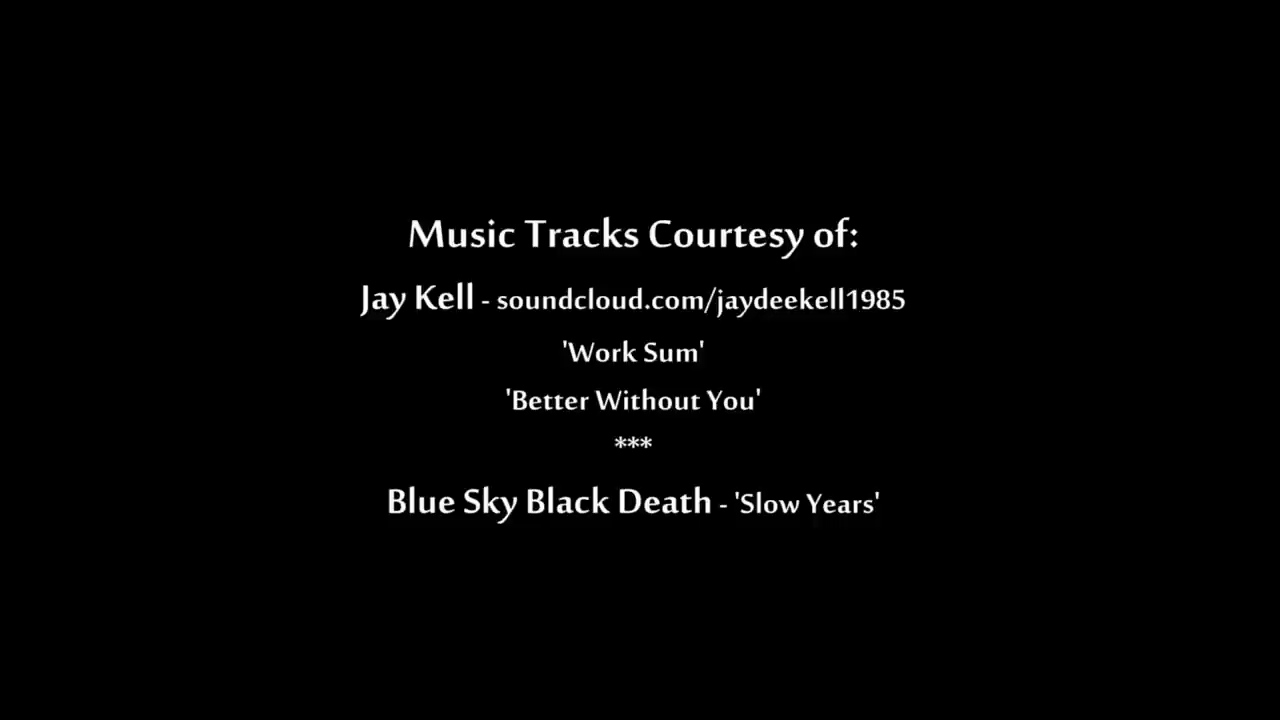 Music Tracks Courtesy of:
Jay Kell - soundcloud.com/jaydeekell1985
'Work Sum'
'Better Without You'
***
Blue Sky Black Death - 'Slow Years'